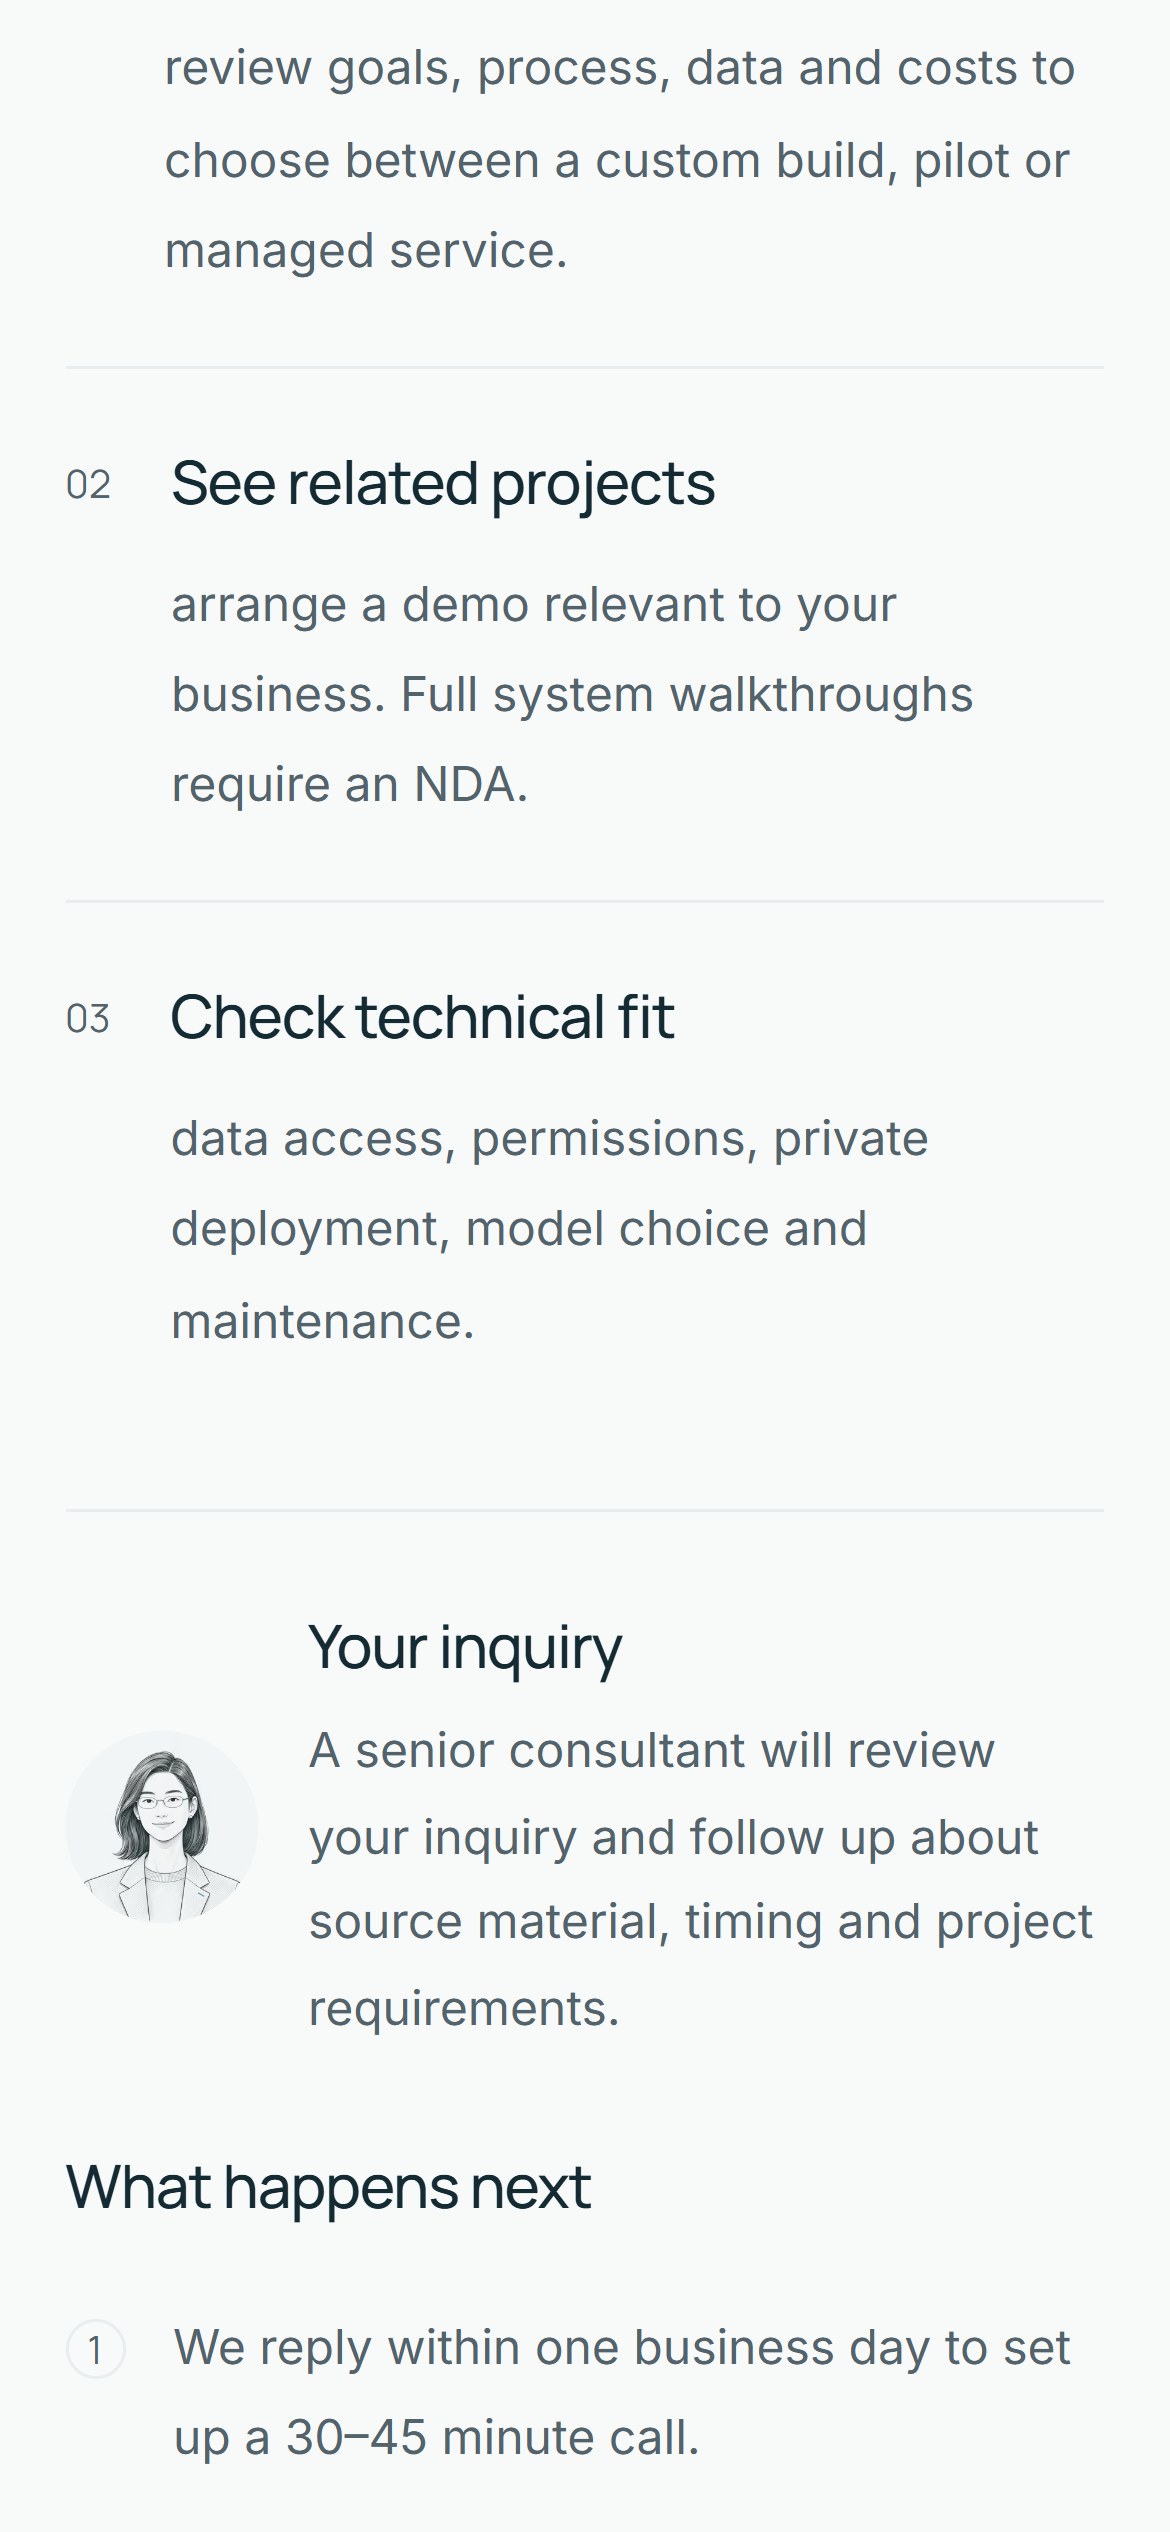 review goals, process, data and costs to
choose between a custom build, pilot or
managed service.
02
See related projects
arrange a demo relevant to your
business. Full system walkthroughs
require an NDA.
03
Check technical fit
data access, permissions, private
deployment, model choice and
maintenance.
Your inquiry
A senior consultant will review
your inquiry and follow up about
source material, timing and project
requirements.
What happens next
1
We reply within one business day to set
up a 30–45 minute call.